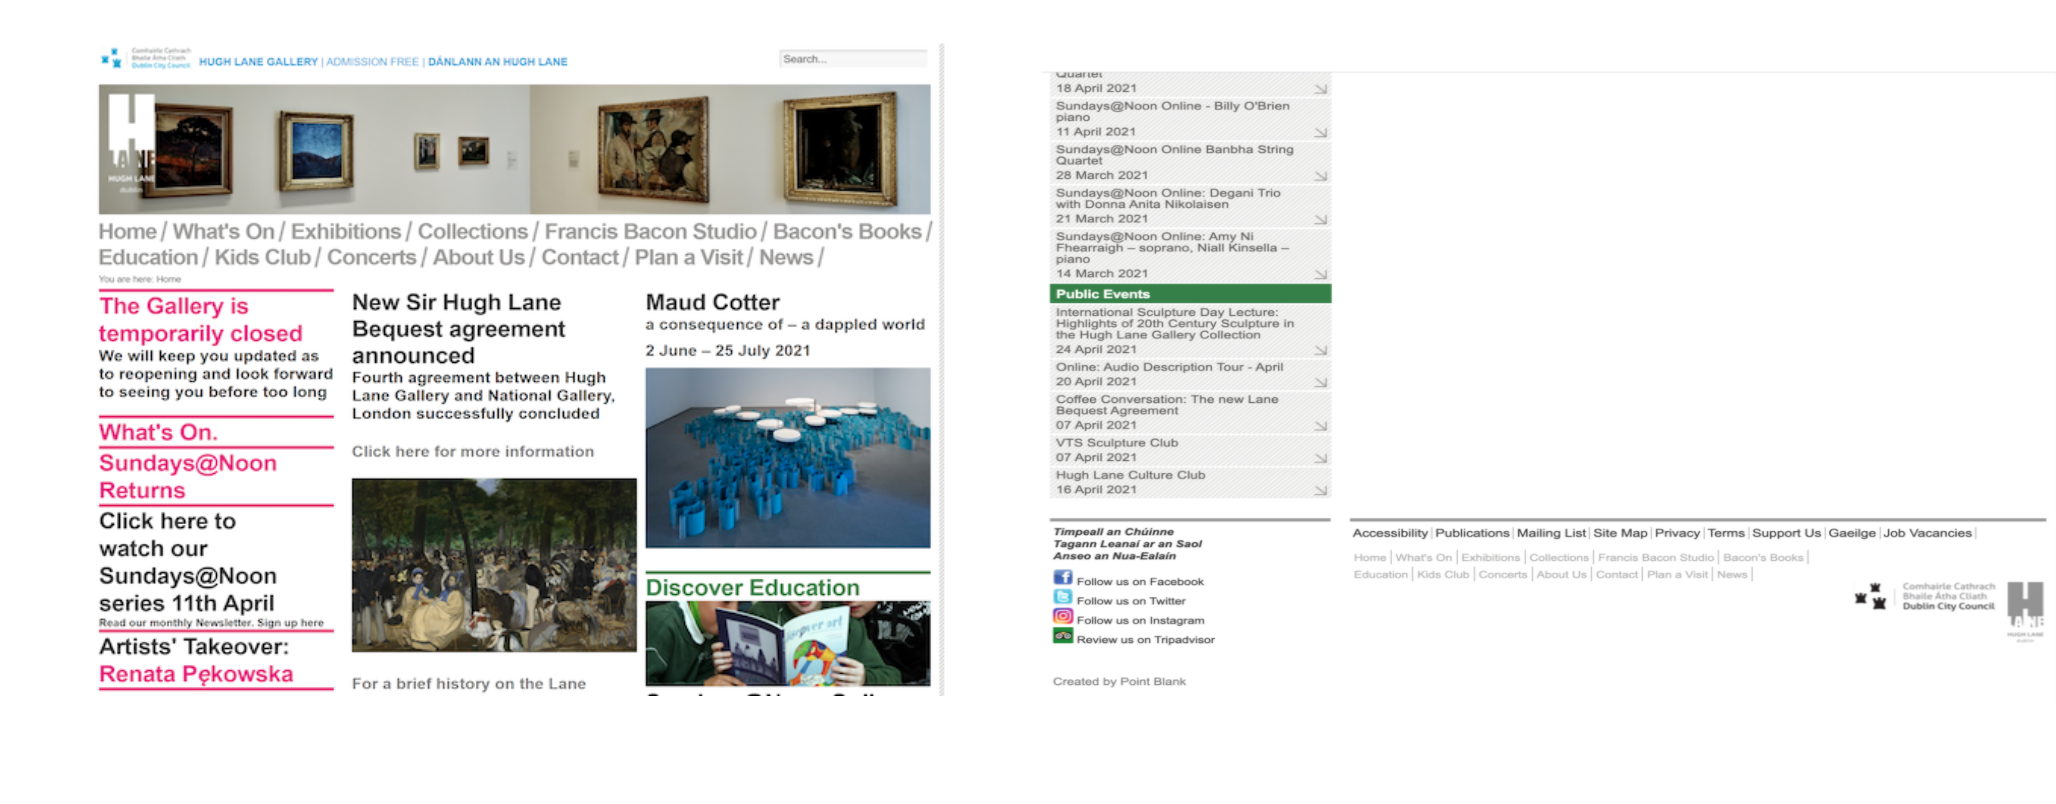 Comhairle Cathrach
Bhaile Átha Cliath
Dublin City Council
HUGH LANE GALLERY | ADMISSION FREE | DÁNLANN AN HUGH LANE
Search...
H
LANE
HUGH LANE
dublin
Home / What's On / Exhibitions / Collections / Francis Bacon Studio / Bacon's Books /
Education / Kids Club / Concerts / About Us / Contact / Plan a Visit / News /
You are here: Home
The Gallery is
temporarily closed
We will keep you updated as
to reopening and look forward
to seeing you before too long
What's On.
Sundays@Noon
Returns
Click here to
watch our
Sundays@Noon
series 11th April
Read our monthly Newsletter. Sign up here
Artists' Takeover:
Renata Pękowska
New Sir Hugh Lane
Bequest agreement
announced
Fourth agreement between Hugh
Lane Gallery and National Gallery,
London successfully concluded
Click here for more information
For a brief history on the Lane
Maud Cotter
a consequence of – a dappled world
2 June – 25 July 2021
Discover Education
discover art
Quartet
18 April 2021
Sundays@Noon Online - Billy O'Brien
piano
11 April 2021
Sundays@Noon Online Banbha String
Quartet
28 March 2021
Sundays@Noon Online: Degani Trio
with Donna Anita Nikolaisen
21 March 2021
Sundays@Noon Online: Amy Ni
Fhearraigh – soprano, Niall Kinsella –
piano
14 March 2021
Public Events
International Sculpture Day Lecture:
Highlights of 20th Century Sculpture in
the Hugh Lane Gallery Collection
24 April 2021
Online: Audio Description Tour - April
20 April 2021
Coffee Conversation: The new Lane
Bequest Agreement
07 April 2021
VTS Sculpture Club
07 April 2021
Hugh Lane Culture Club
16 April 2021
Timpeall an Chúinne
Tagann Leanaí ar an Saol
Anseo an Nua-Ealaín
Follow us on Facebook
Follow us on Twitter
Follow us on Instagram
Review us on Tripadvisor
Created by Point Blank
Accessibility | Publications | Mailing List | Site Map | Privacy | Terms | Support Us | Gaeilge | Job Vacancies |
Home | What's On | Exhibitions | Collections | Francis Bacon Studio | Bacon's Books |
Education | Kids Club | Concerts | About Us | Contact | Plan a Visit | News |
Comhairle Cathrach
Bhaile Átha Cliath
Dublin City Council
H
LANE
HUGH LANE
dublin